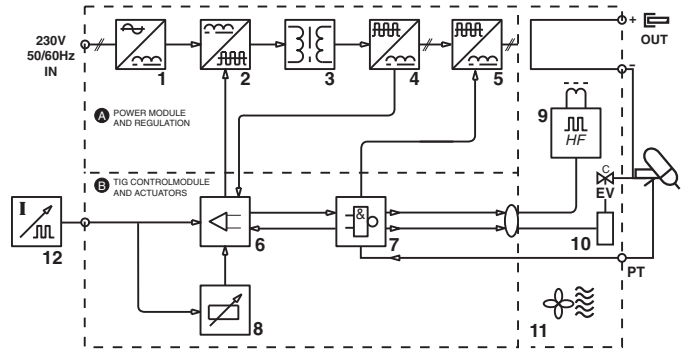 230V
50/60Hz
IN
1
2
3
4
5
A POWER MODULE
AND REGULATION
+
OUT
-
9
HF
B TIG CONTROLMODULE
AND ACTUATORS
C
EV
I
12
6
&
7
10
PT
8
11